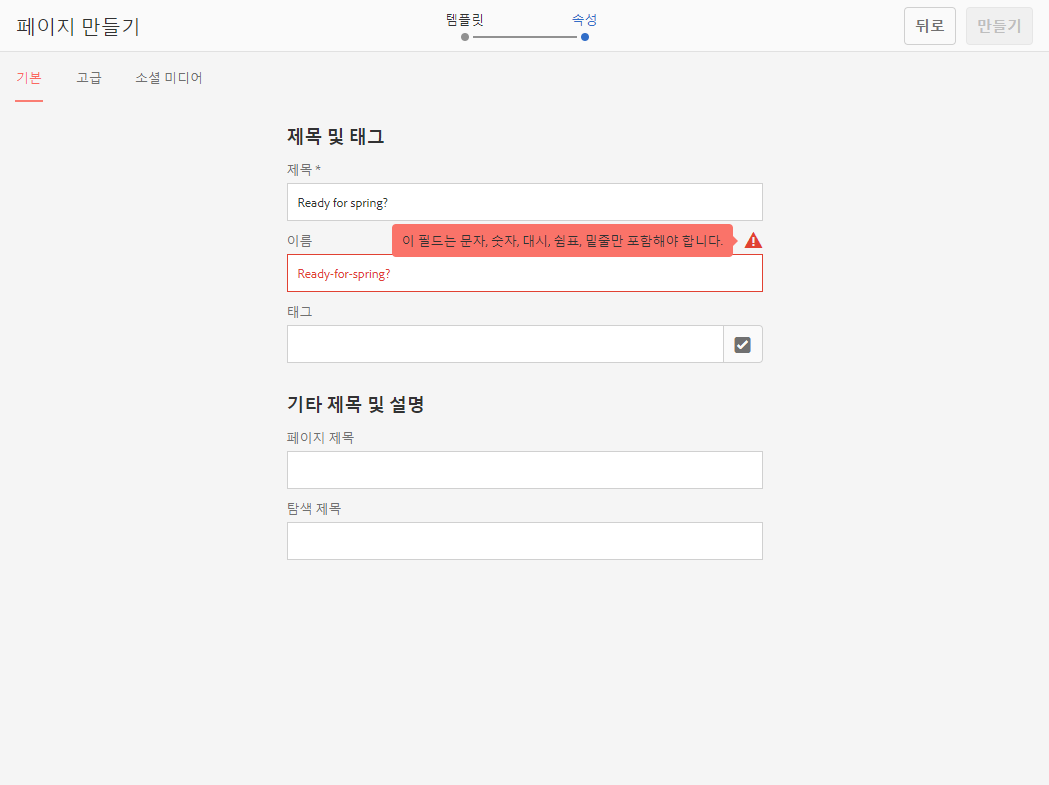 페이지 만들기
템플릿
속성
뒤로
만들기
기본
고급
소셜 미디어
제목 및 태그
제목 *
Ready for spring?
이름
이 필드는 문자, 숫자, 대시, 쉼표, 밑줄만 포함해야 합니다.
Ready-for-spring?
태그
기타 제목 및 설명
페이지 제목
탐색 제목